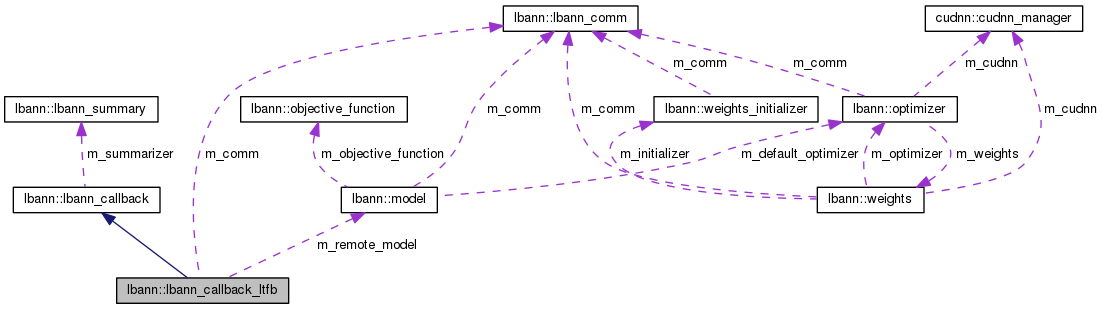 lbann::lbann_comm
cudnn::cudnn_manager
m_comm
m_comm
m_cudnn
lbann::lbann_summary
lbann::objective_function
m_comm
m_comm
lbann::weights_initializer
lbann::optimizer
m_cudnn
m_summarizer
m_comm
m_objective_function
m_initializer
m_default_optimizer
m_optimizer
m_weights
lbann::lbann_callback
lbann::model
lbann::weights
m_remote_model
lbann::lbann_callback_ltfb